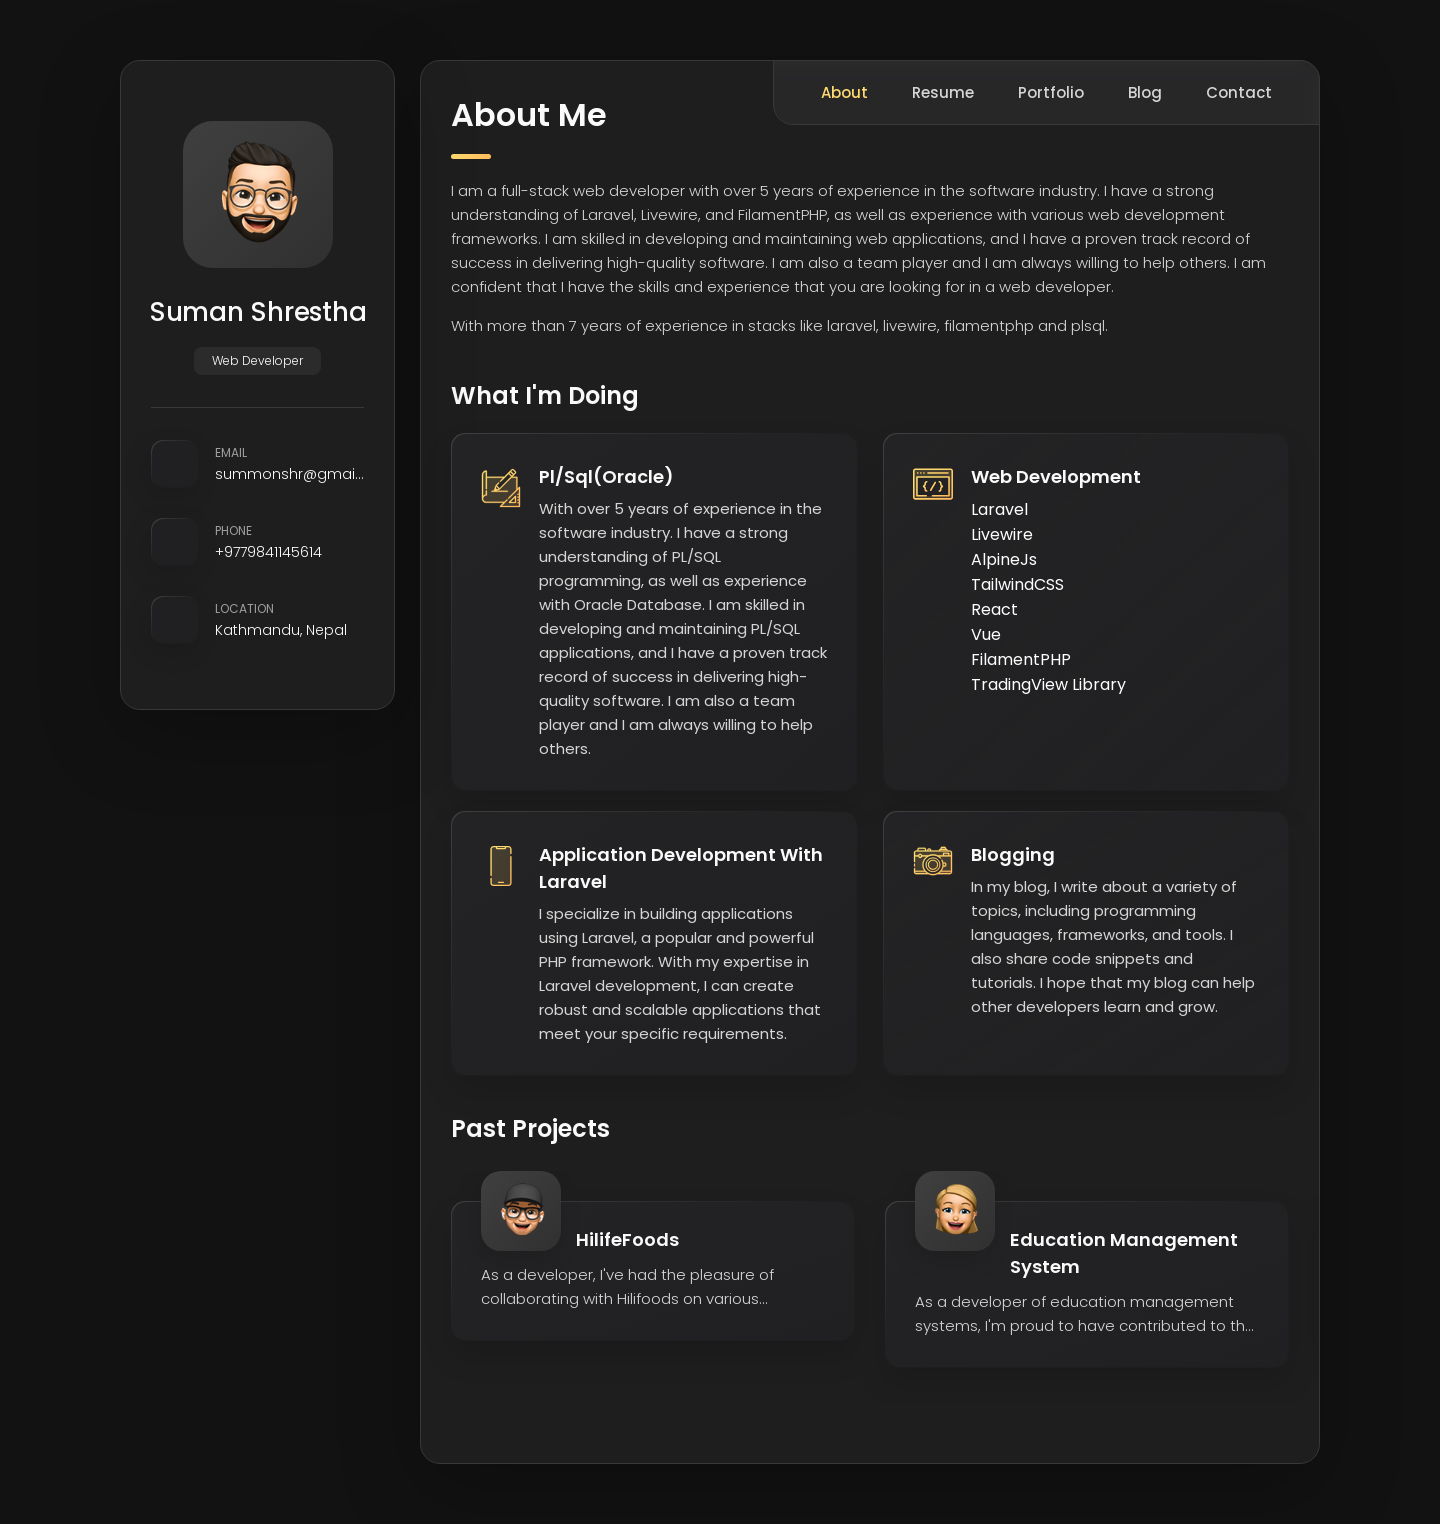 Suman Shrestha
Web Developer
EMAIL
summonshr@gmai...
PHONE
+9779841145614
LOCATION
Kathmandu, Nepal
About
Resume
Portfolio
Blog
Contact
About Me
I am a full-stack web developer with over 5 years of experience in the software industry. I have a strong
understanding of Laravel, Livewire, and FilamentPHP, as well as experience with various web development
frameworks. I am skilled in developing and maintaining web applications, and I have a proven track record of
success in delivering high-quality software. I am also a team player and I am always willing to help others. I am
confident that I have the skills and experience that you are looking for in a web developer.
With more than 7 years of experience in stacks like laravel, livewire, filamentphp and plsql.
What I'm Doing
Pl/Sql(Oracle)
With over 5 years of experience in the
software industry. I have a strong
understanding of PL/SQL
programming, as well as experience
with Oracle Database. I am skilled in
developing and maintaining PL/SQL
applications, and I have a proven track
record of success in delivering high-
quality software. I am also a team
player and I am always willing to help
others.
Web Development
Laravel
Livewire
AlpineJs
TailwindCSS
React
Vue
FilamentPHP
TradingView Library
Application Development With
Laravel
I specialize in building applications
using Laravel, a popular and powerful
PHP framework. With my expertise in
Laravel development, I can create
robust and scalable applications that
meet your specific requirements.
Blogging
In my blog, I write about a variety of
topics, including programming
languages, frameworks, and tools. I
also share code snippets and
tutorials. I hope that my blog can help
other developers learn and grow.
Past Projects
HilifeFoods
As a developer, I've had the pleasure of
collaborating with Hilifoods on various...
Education Management
System
As a developer of education management
systems, I'm proud to have contributed to th...